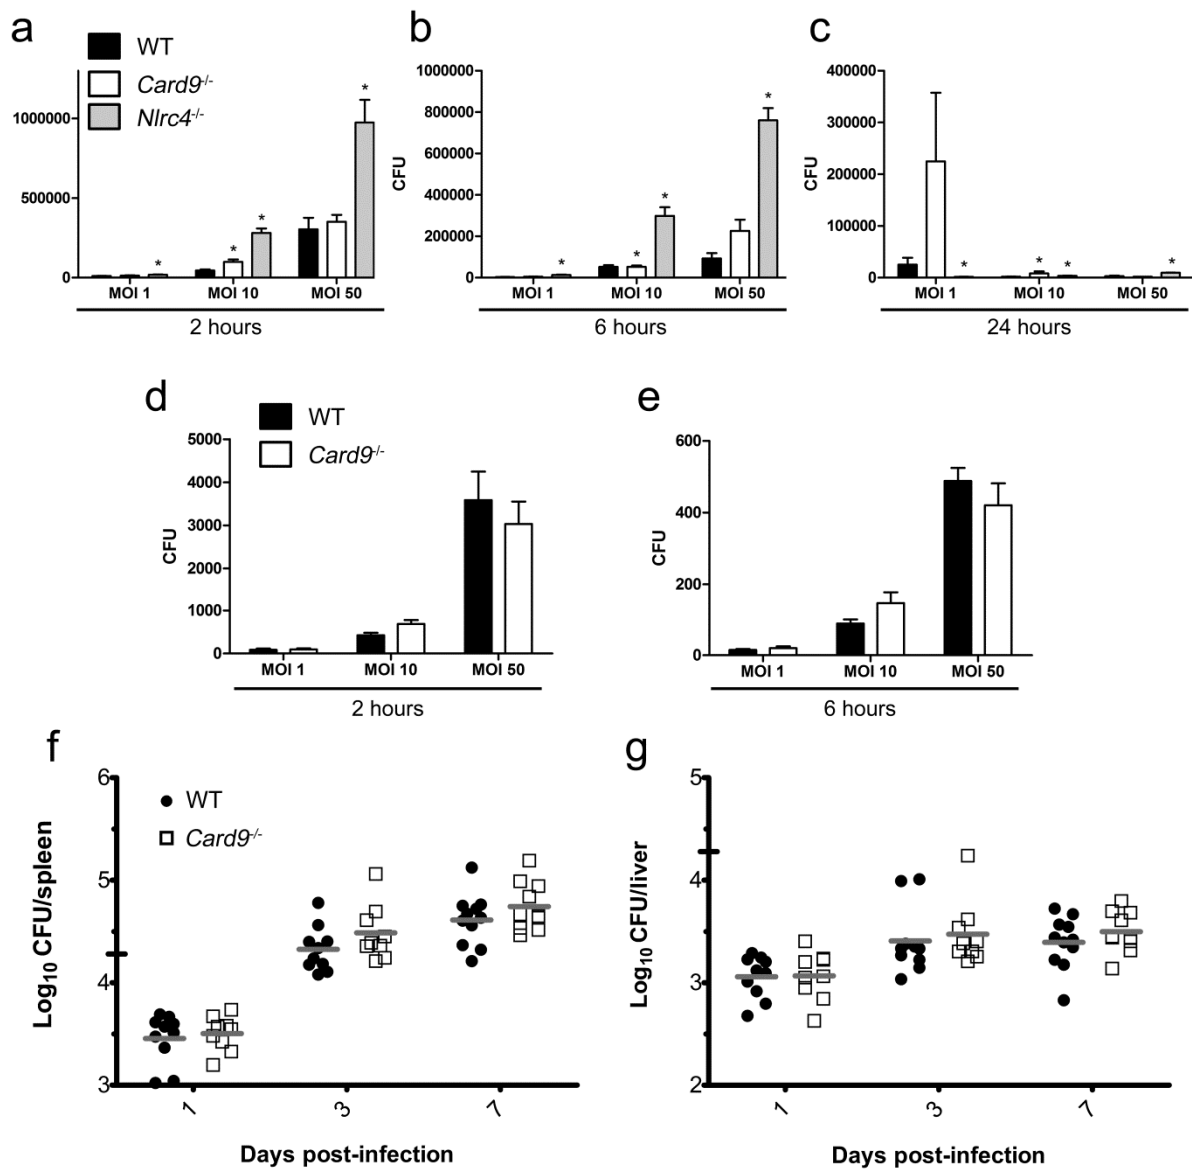 a
WT
Card9-/-
Nlrc4-/-
1000000
500000
0
*
*
*
*
MOI 1
MOI 10
MOI 50
2 hours
b
CFU
1000000
800000
600000
400000
200000
0
*
*
*
*
MOI 1
MOI 10
MOI 50
6 hours
c
CFU
400000
300000
200000
100000
0
*
*
*
*
MOI 1
MOI 10
MOI 50
24 hours
d
WT
Card9-/-
CFU
5000
4000
3000
2000
1000
0
MOI 1
MOI 10
MOI 50
2 hours
e
CFU
600
400
200
0
MOI 1
MOI 10
MOI 50
6 hours
f
WT
Card9-/-
Log10 CFU/spleen
6
5
4
3
1
3
7
Days post-infection
g
Log10 CFU/liver
5
4
3
2
1
3
7
Days post-infection